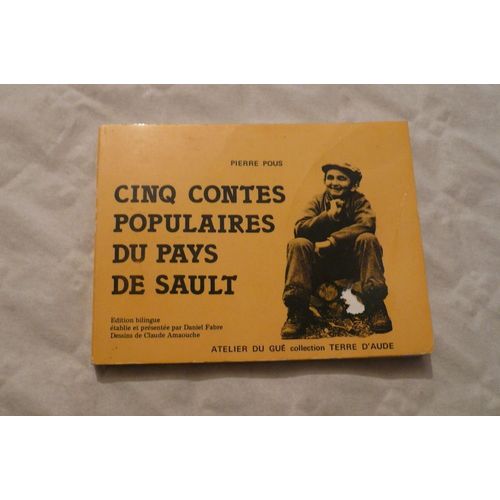 PIERRE POUS
CINQ CONTES
POPULAIRES
DU PAYS
DE SAULT
Edition bilingue
établie et présentée par Daniel Fabre
Dessins de Claude Amaouche
ATELIER DU GUÉ collection TERRE D'AUDE